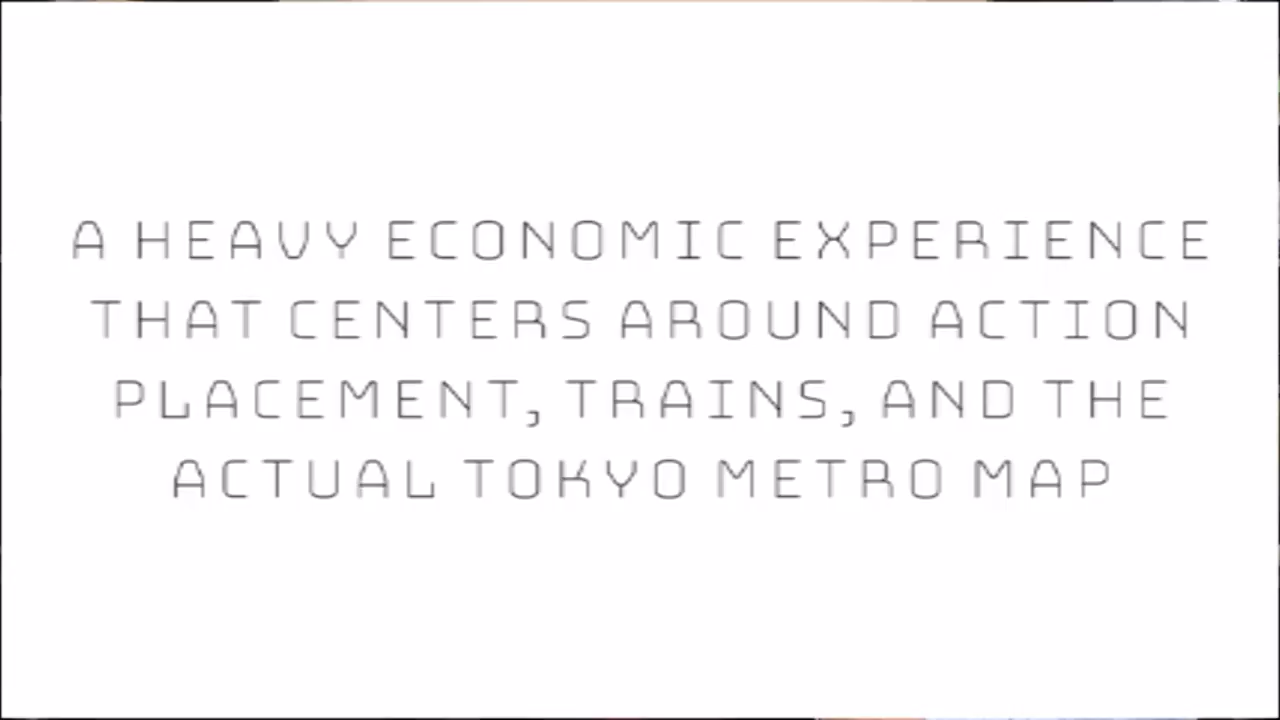 A HEAVY ECONOMIC EXPERIENCE
THAT CENTERS AROUND ACTION
PLACEMENT, TRAINS, AND THE
ACTUAL TOKYO METRO MAP